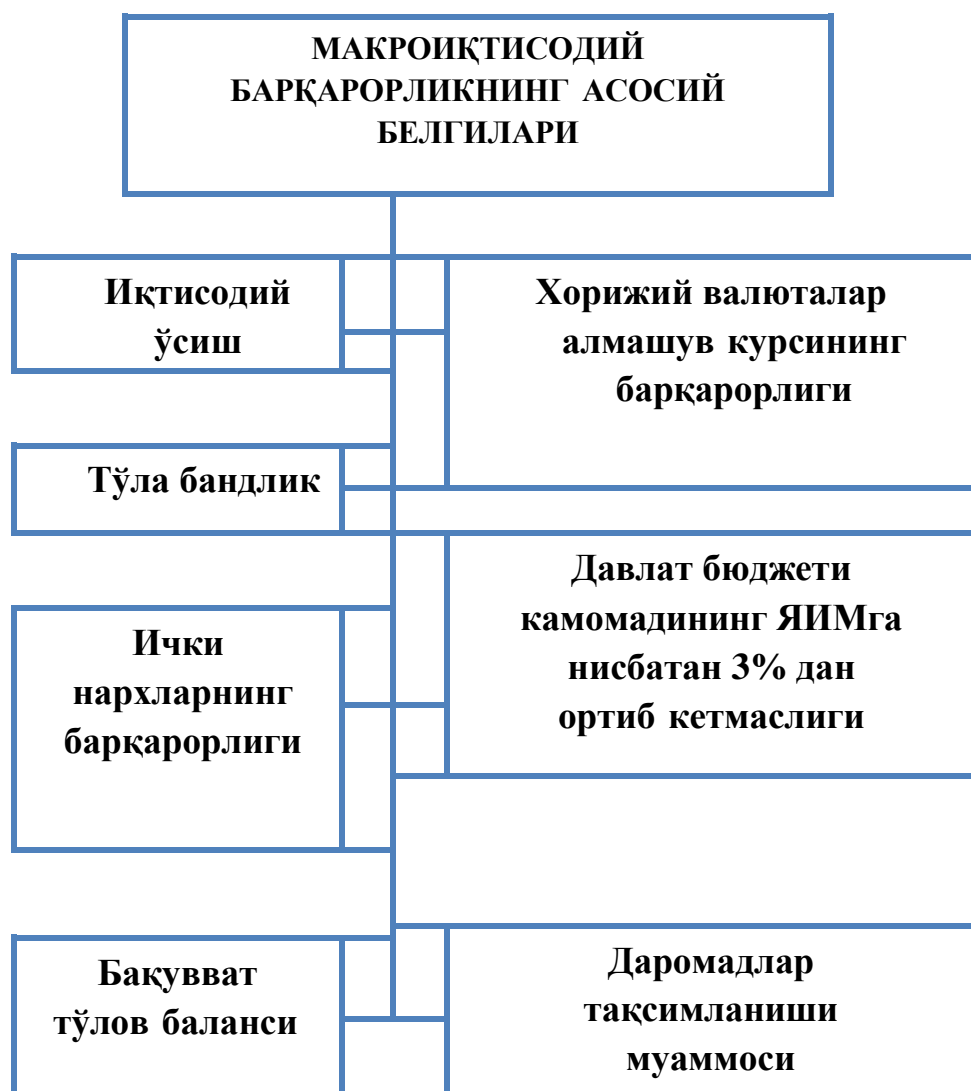 МАКРОИҚТИСОДИЙ
БАРҚАРОРЛИКНИНГ АСОСИЙ
БЕЛГИЛАРИ
Иқтисодий
ўсиш
Хорижий валюталар
алмашув курсининг
барқарорлиги
Тўла бандлик
Давлат бюджети
камомадининг ЯИМга
нисбатан 3% дан
ортиб кетмаслиги
Ички
нархларнинг
барқарорлиги
Бақувват
тўлов баланси
Даромадлар
тақсимланиши
муаммоси